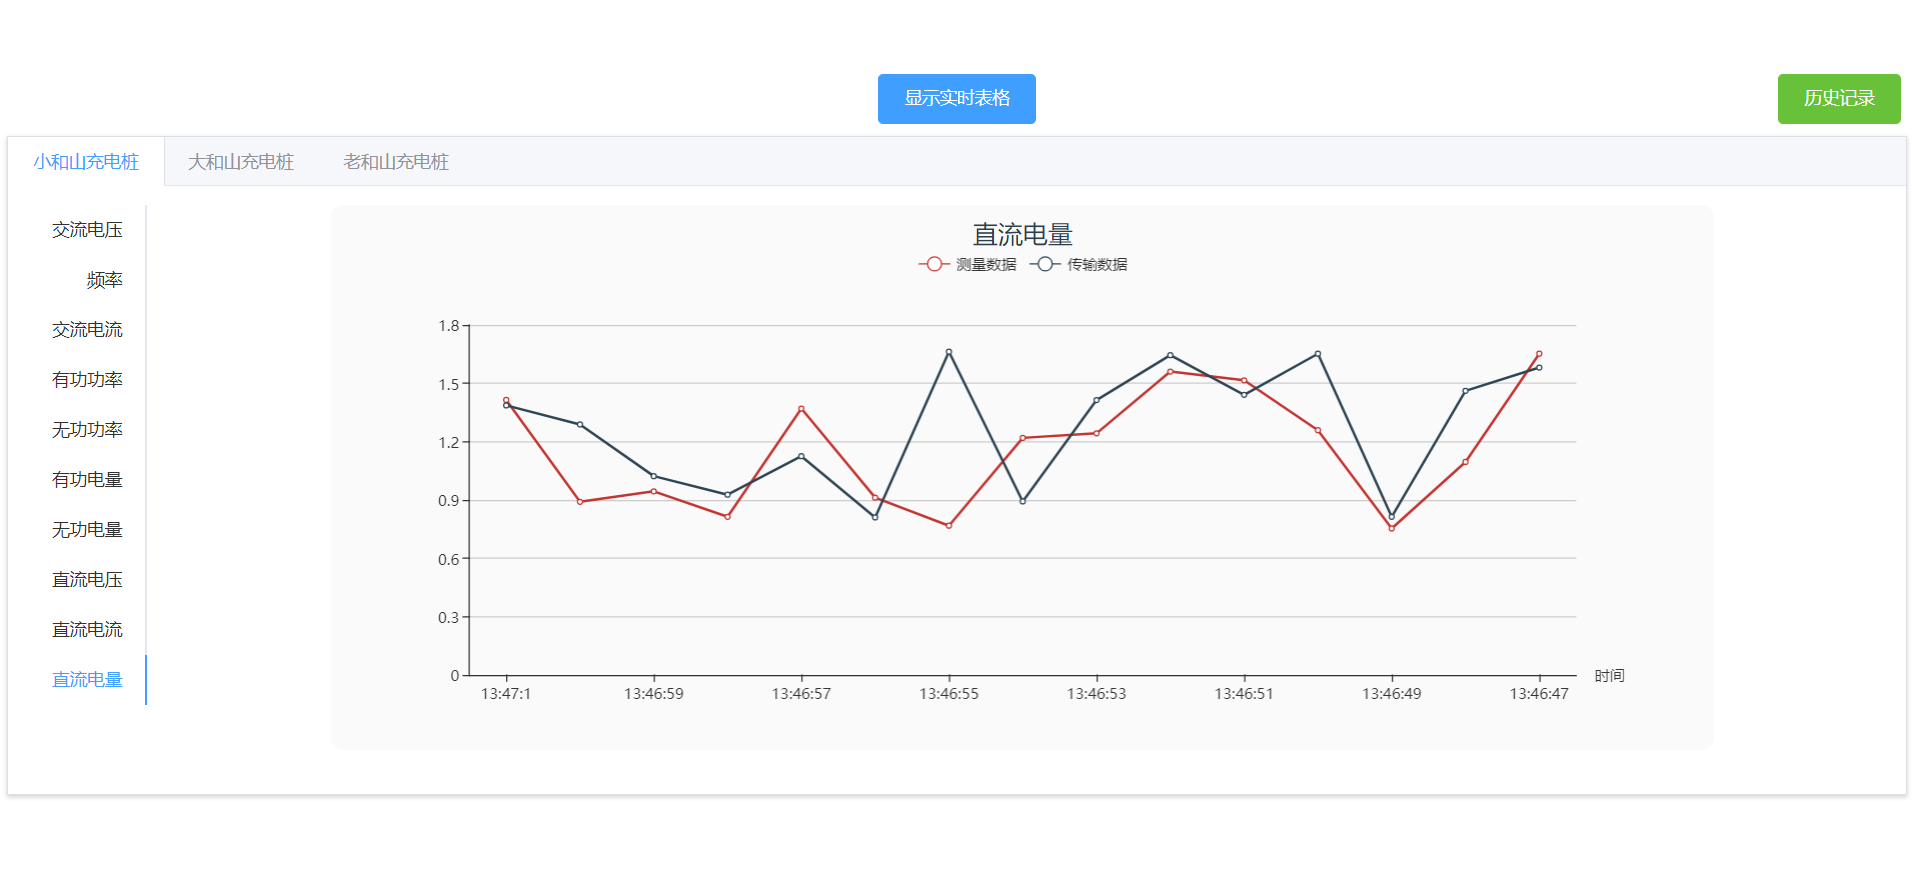 显示实时表格
历史记录
小和山充电桩 大和山充电桩 老和山充电桩
交流电压
频率
交流电流
有功功率
无功功率
有功电量
无功电量
直流电压
直流电流
直流电量
直流电量
测量数据 传输数据
1.8
1.5
1.2
0.9
0.6
0.3
0
时间
13:47:1 13:46:59 13:46:57 13:46:55 13:46:53 13:46:51 13:46:49 13:46:47